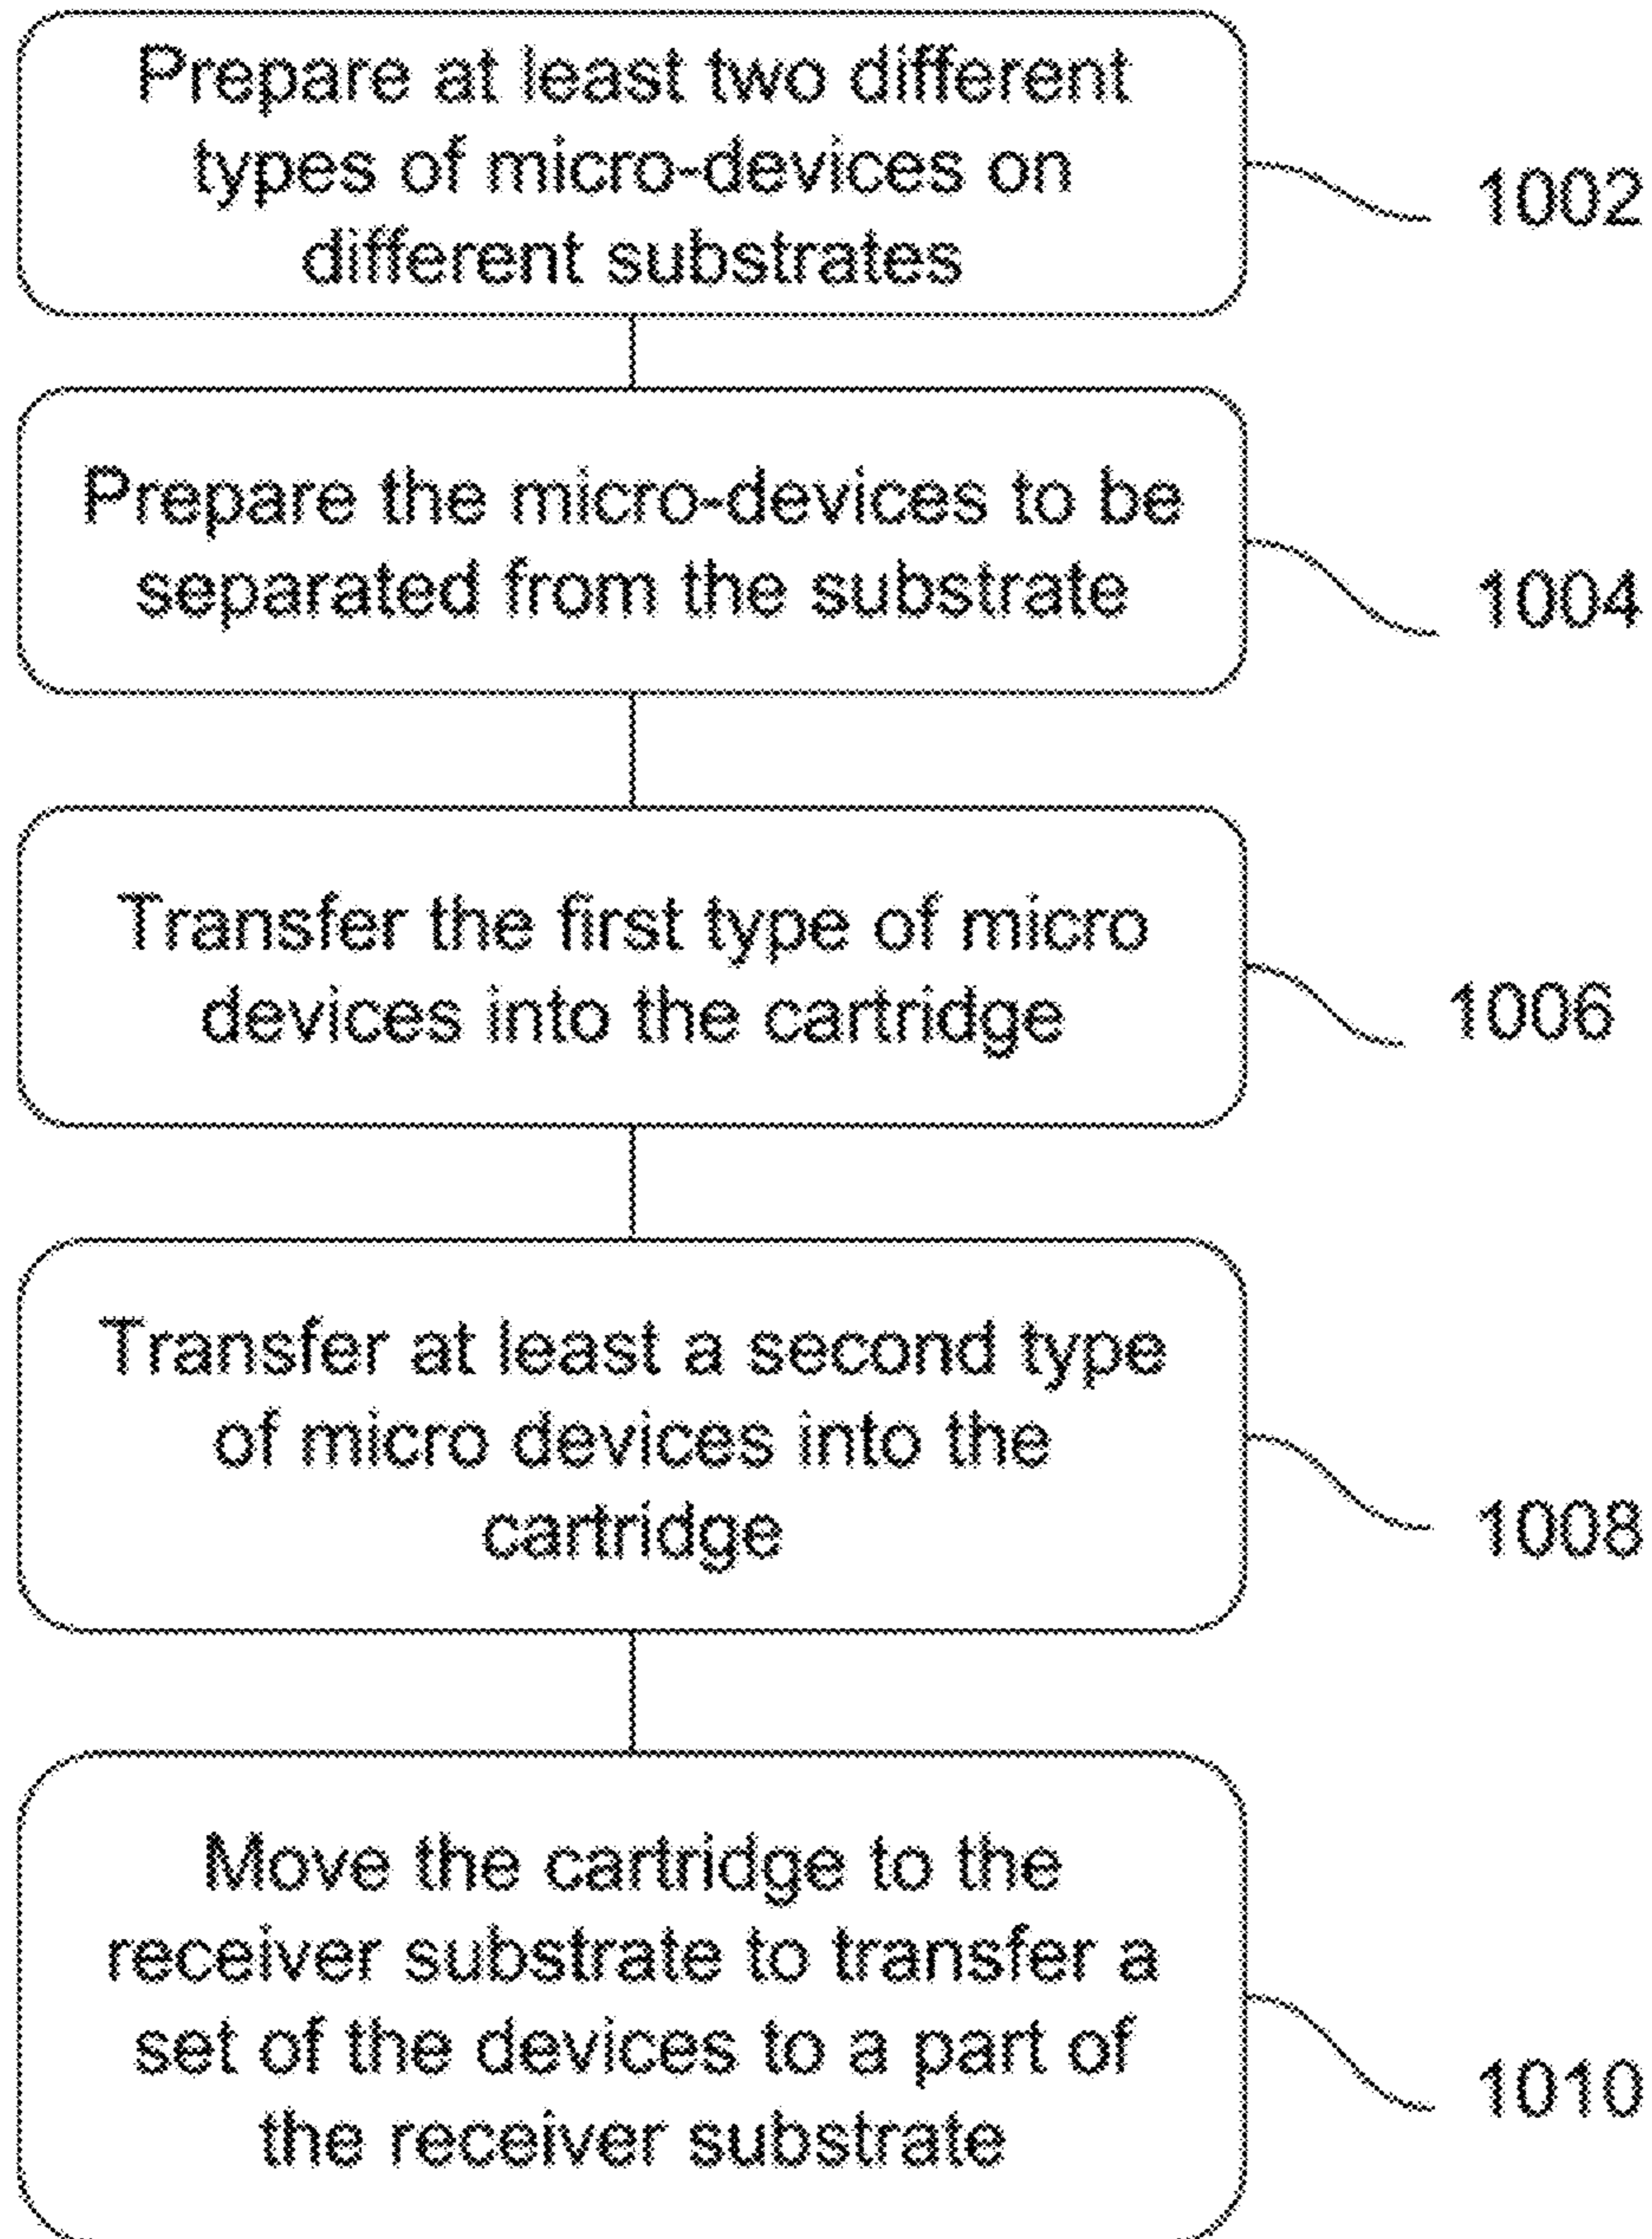 Prepare at least two different
types of micro-devices on
different substrates
1002
Prepare the micro-devices to be
separated from the substrate
1004
Transfer the first type of micro
devices into the cartridge
1006
Transfer at least a second type
of micro devices into the
cartridge
1008
Move the cartridge to the
receiver substrate to transfer a
set of the devices to a part of
the receiver substrate
1010